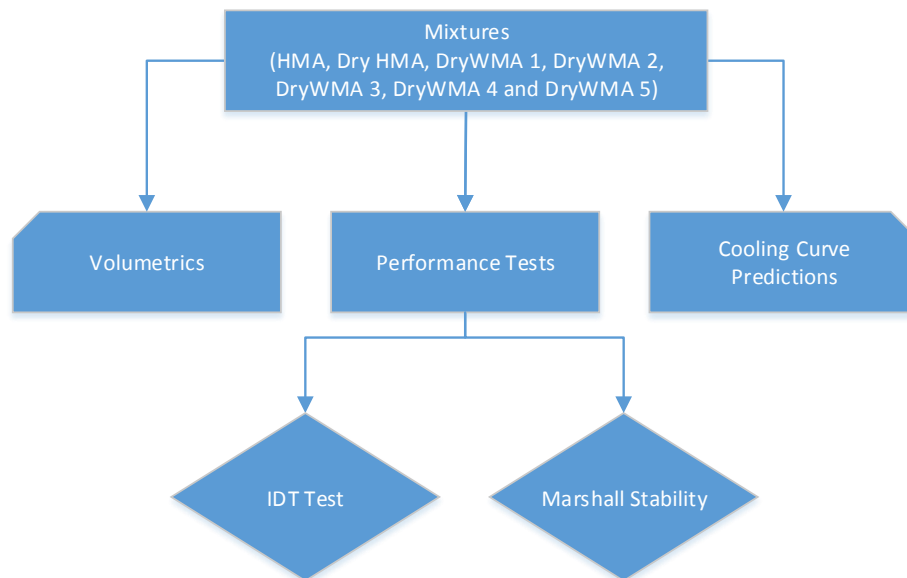 Mixtures
(HMA, Dry HMA, DryWMA 1, DryWMA 2,
DryWMA 3, DryWMA 4 and DryWMA 5)
Volumetrics
Performance Tests
Cooling Curve
Predictions
IDT Test
Marshall Stability